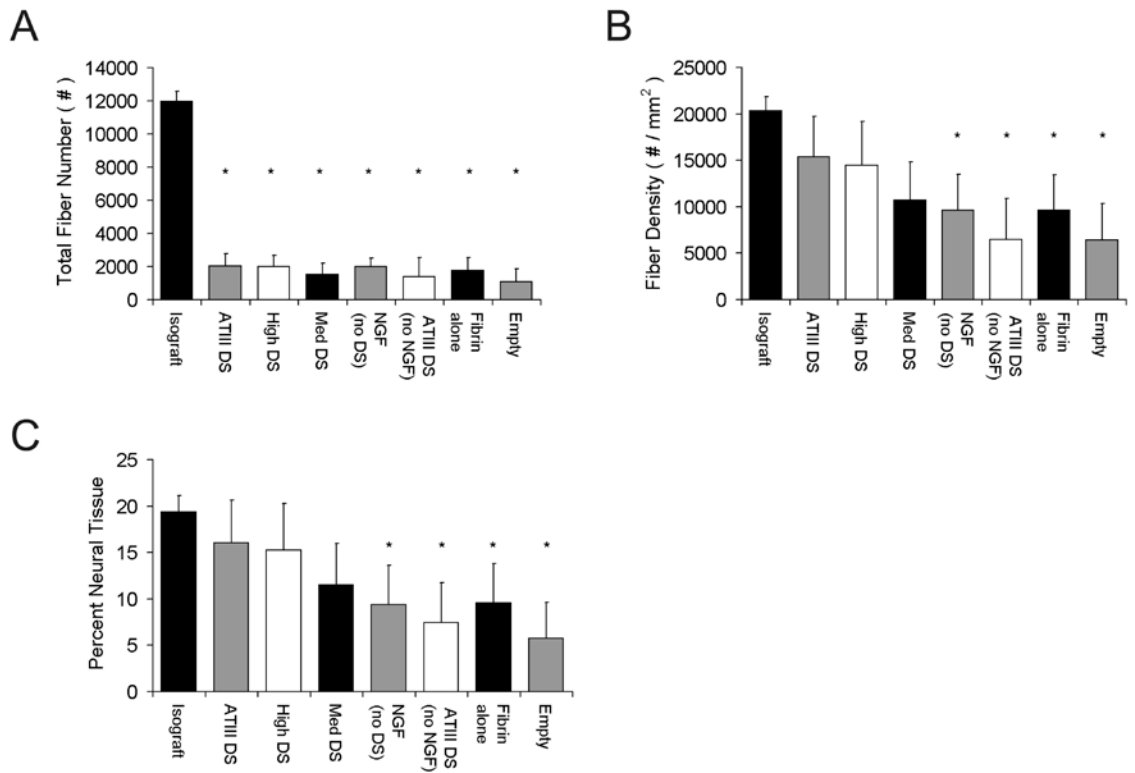 A
Total Fiber Number ( # )
14000
12000
10000
8000
6000
4000
2000
0
* * * * * * *
Isograft
ATIII DS
High DS
Med DS
NGF
(no DS)
ATIII DS
(no NGF)
Fibrin
alone
Empty
B
Fiber Density ( # / mm²)
25000
20000
15000
10000
5000
0
* * * *
Isograft
ATIII DS
High DS
Med DS
NGF
(no DS)
ATIII DS
(no NGF)
Fibrin
alone
Empty
C
Percent Neural Tissue
25
20
15
10
5
0
* * * *
Isograft
ATIII DS
High DS
Med DS
NGF
(no DS)
ATIII DS
(no NGF)
Fibrin
alone
Empty